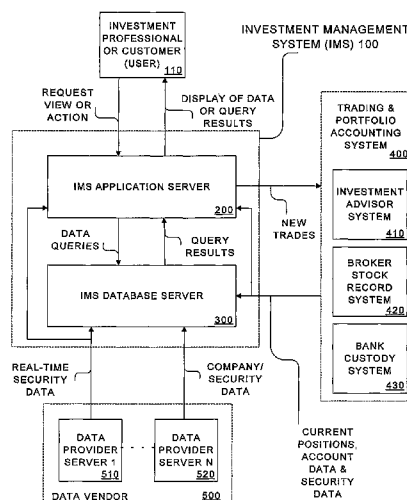 INVESTMENT
PROFESSIONAL
OR CUSTOMER
(USER)
110
INVESTMENT MANAGEMENT
SYSTEM (IMS) 100
REQUEST
VIEW OR
ACTION
DISPLAY OF DATA
OR QUERY
RESULTS
TRADING &
PORTFOLIO
ACCOUNTING
SYSTEM
400
IMS APPLICATION SERVER
200
INVESTMENT
ADVISOR
SYSTEM
410
DATA
QUERIES
QUERY
RESULTS
NEW
TRADES
BROKER
STOCK
RECORD
SYSTEM
420
IMS DATABASE SERVER
300
BANK
CUSTODY
SYSTEM
430
REAL-TIME
SECURITY
DATA
COMPANY/
SECURITY
DATA
CURRENT
POSITIONS,
ACCOUNT
DATA &
SECURITY
DATA
DATA
PROVIDER
SERVER 1
510
DATA
PROVIDER
SERVER N
520
DATA VENDOR
500